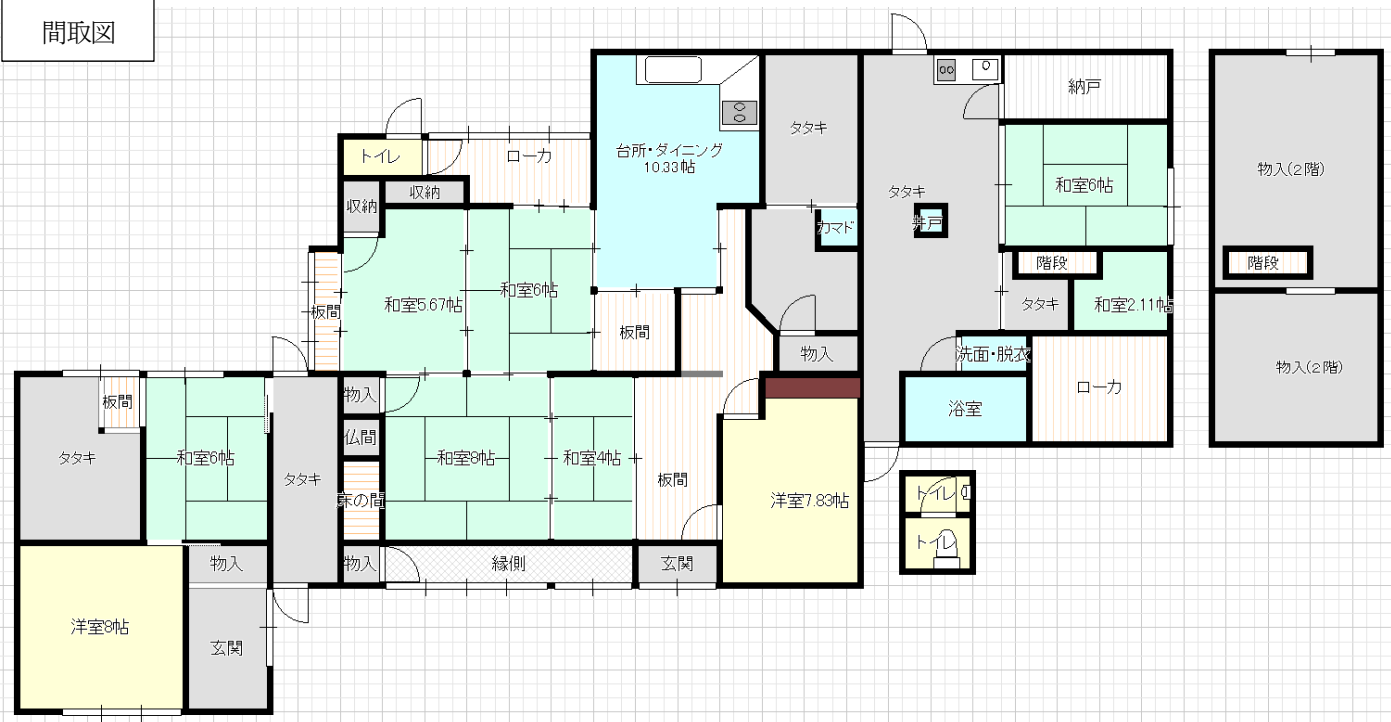 間取図
納戸
台所・ダイニング
10.33帖
タタキ
トイレ
ローカ
物入(2階)
和室6帖
収納
収納
タタキ
井戸
カマド
階段
階段
和室6帖
和室5.67帖
板間
板間
タタキ
和室2.11帖
物入
洗面・脱衣
物入(2階)
ローカ
物入
板間
浴室
仏間
タタキ
和室6帖
タタキ
和室8帖
和室4帖
板間
洋室7.83帖
床の間
トイレ
トイレ
物入
物入
縁側
玄関
洋室8帖
玄関